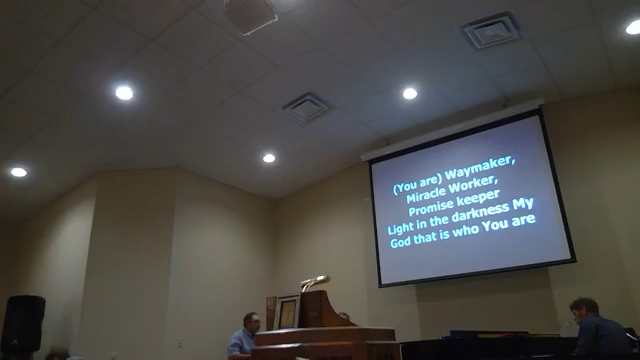 (You are) Waymaker,
Miracle Worker,
Promise keeper
Light in the darkness My
God that is who You are